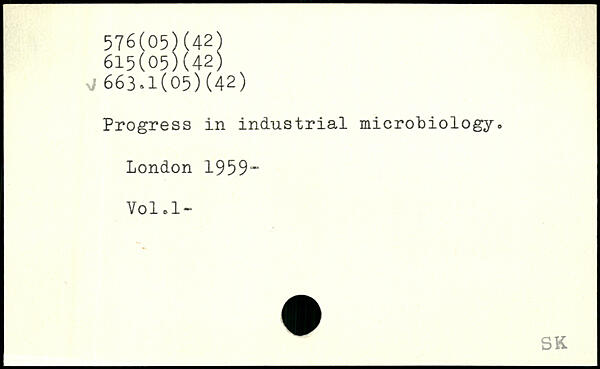 576(05)(42)
615(05)(42)
√ 663.1(05)(42)
Progress in industrial microbiology.
London 1959-
Vol.1-
SK